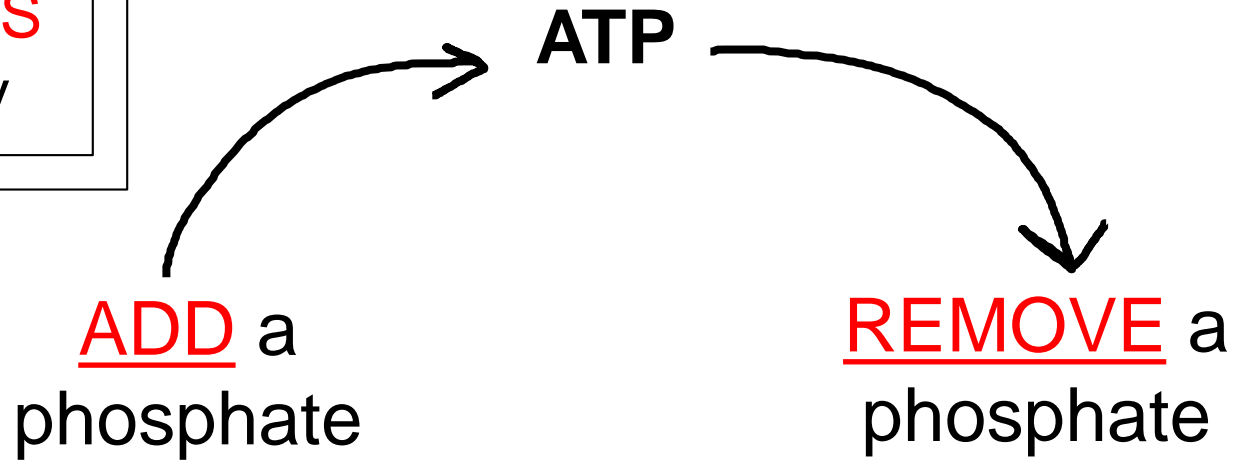 S
y
ATP
ADD a
phosphate
REMOVE a
phosphate